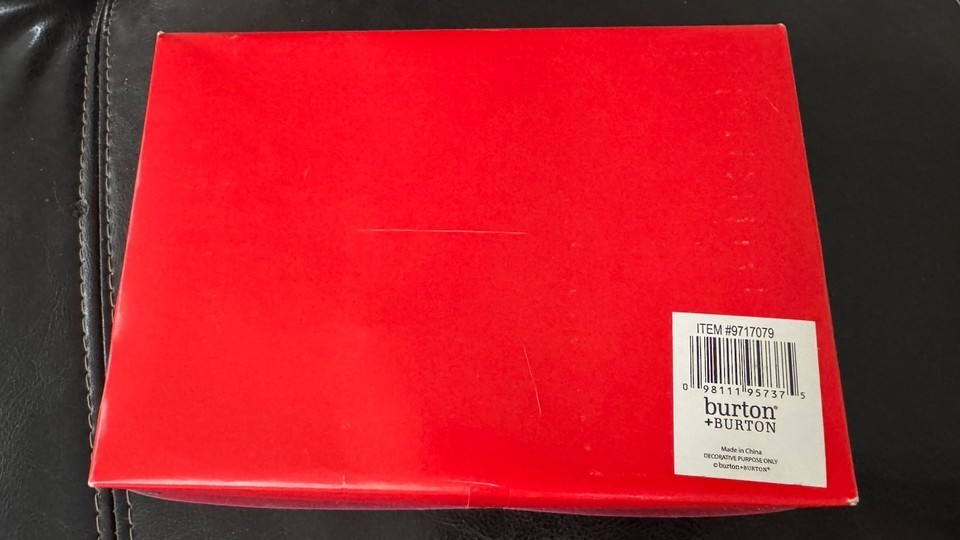 ITEM #9717079
0 98111 95737 5
burton®
+BURTON
Made in China
DECORATIVE PURPOSE ONLY
© burton+BURTON®